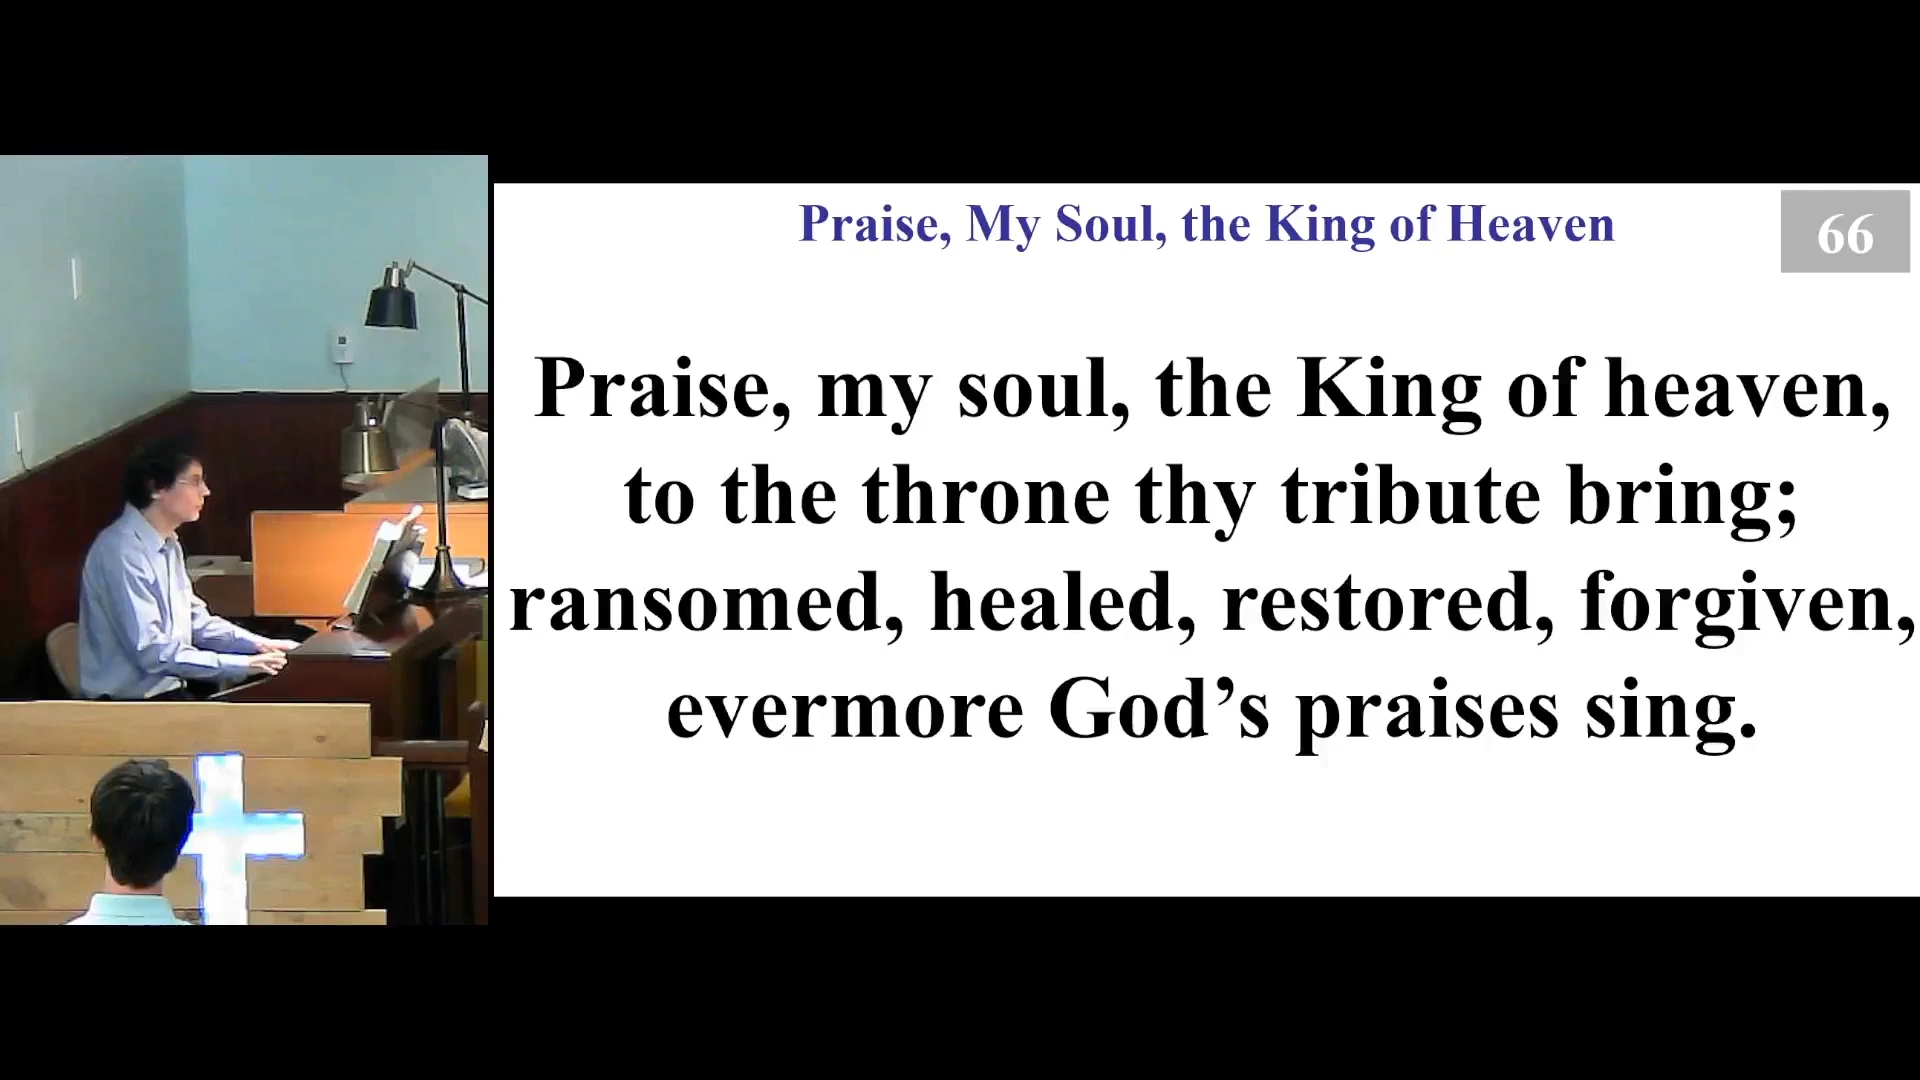 Praise, My Soul, the King of Heaven
66
Praise, my soul, the King of heaven,
to the throne thy tribute bring;
ransomed, healed, restored, forgiven,
evermore God’s praises sing.